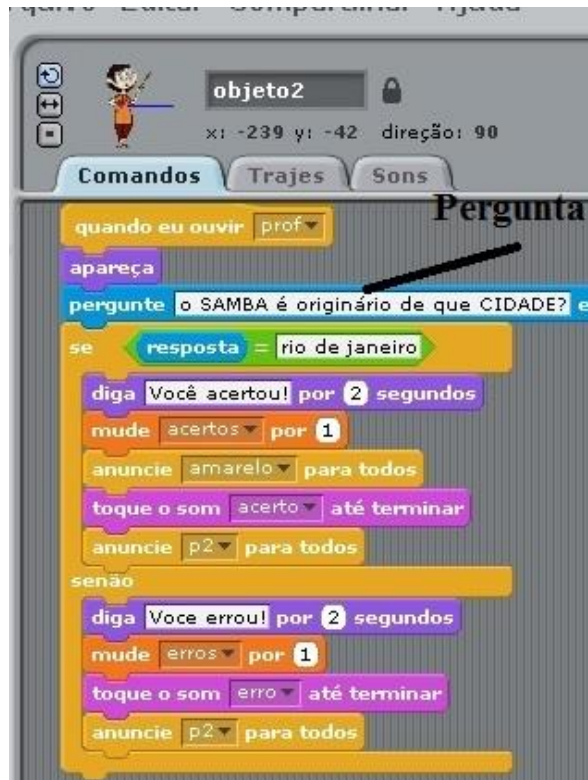 objeto2
x: -239 y: -42 direção: 90
Comandos Trajes Sons
Pergunta
quando eu ouvir prof
apareça
pergunte o SAMBA é originário de que CIDADE? e
se resposta = rio de janeiro
diga Você acertou! por 2 segundos
mude acertos por 1
anuncie amarelo para todos
toque o som acerto até terminar
anuncie p2 para todos
senão
diga Voce errou! por 2 segundos
mude erros por 1
toque o som erro até terminar
anuncie p2 para todos